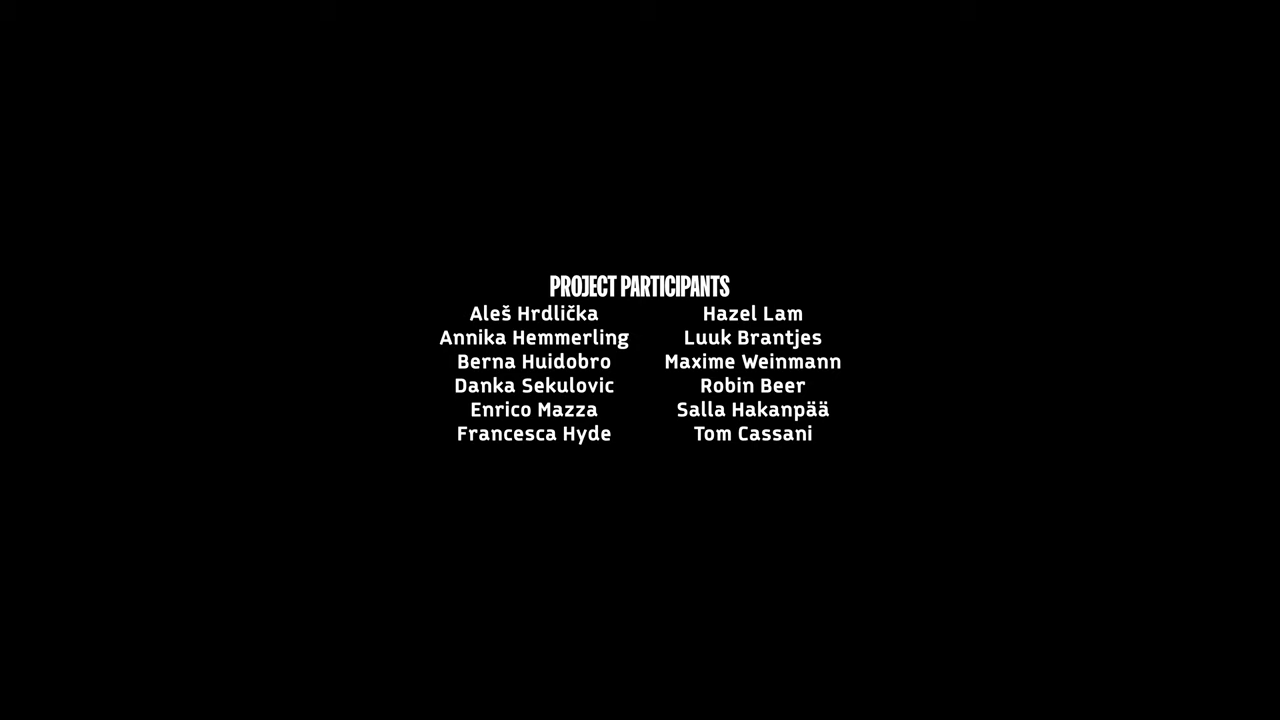 PROJECT PARTICIPANTS
Aleš Hrdlička
Annika Hemmerling
Berna Huidobro
Danka Sekulovic
Enrico Mazza
Francesca Hyde
Hazel Lam
Luuk Brantjes
Maxime Weinmann
Robin Beer
Salla Hakanpää
Tom Cassani